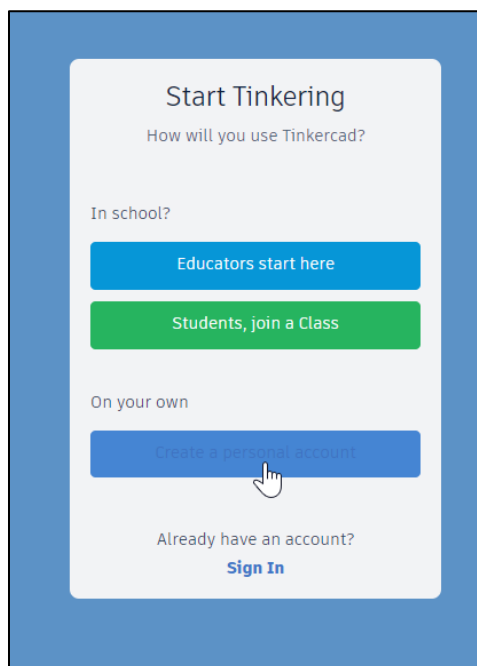 Start Tinkering
How will you use Tinkercad?
In school?
Educators start here
Students, join a Class
On your own
Create a personal account
Already have an account?
Sign In